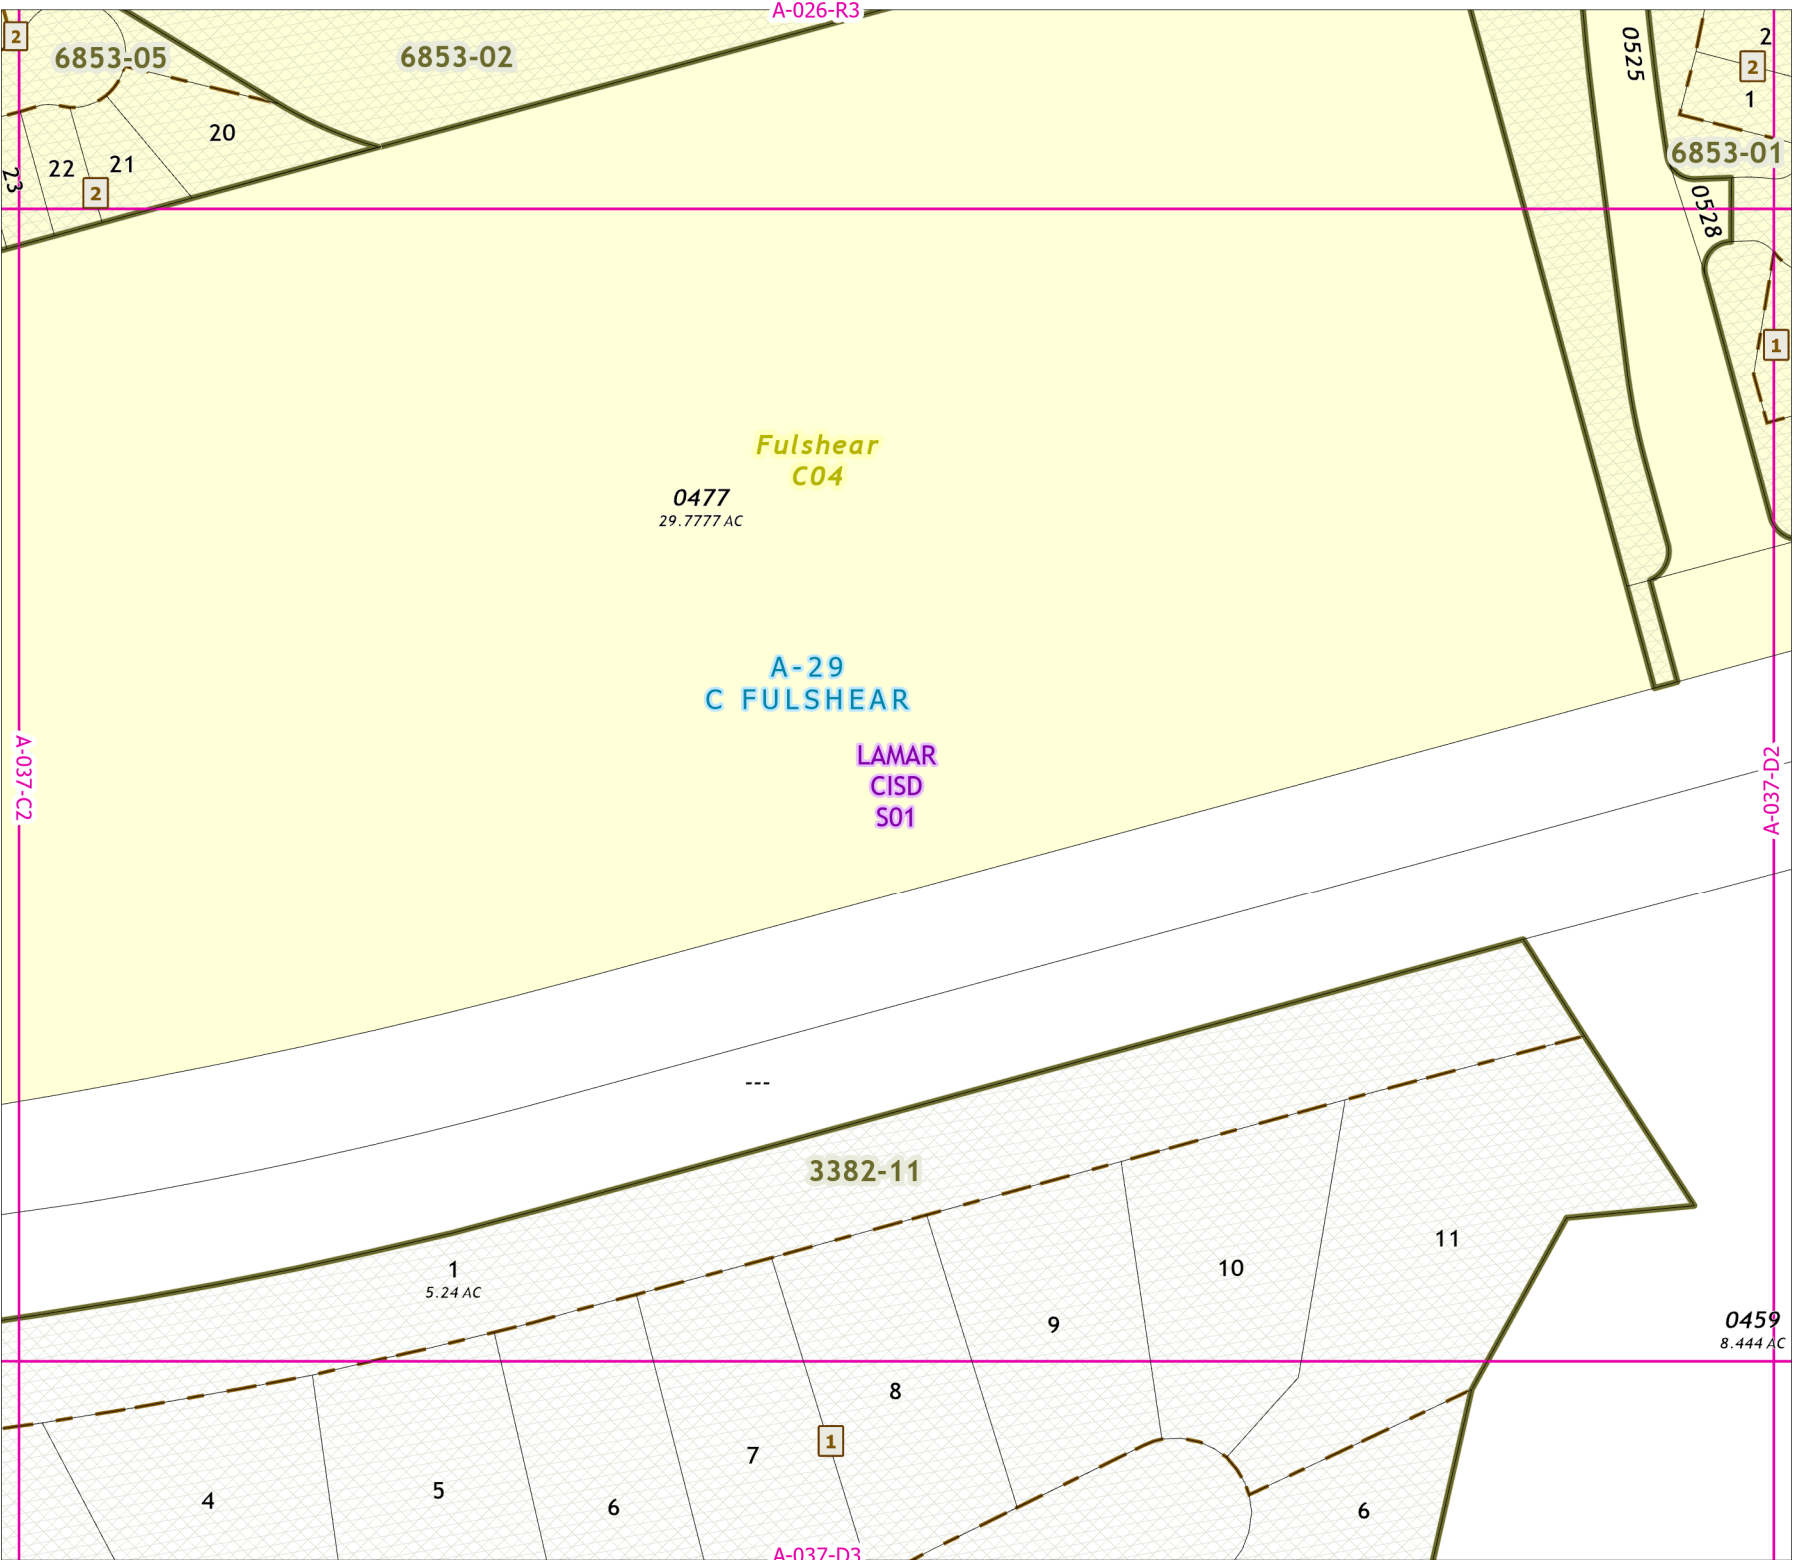 A-026-R3
2
6853-05
6853-02
0525
2
2
1
20
22
21
23
2
6853-01
0528
1
Fulshear
C04
0477
29.7777 AC
A-29
C FULSHEAR
LAMAR
CISD
S01
A-037-C2
A-037-D2
---
3382-11
1
5.24 AC
11
10
9
0459
8.444 AC
8
1
7
5
4
6
6
A-037-D3